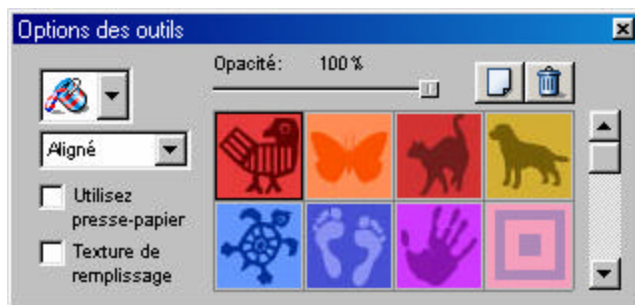 Options des outils
Opacité: 100 %
Aligné
Utilisez
presse-papier
Texture de
remplissage